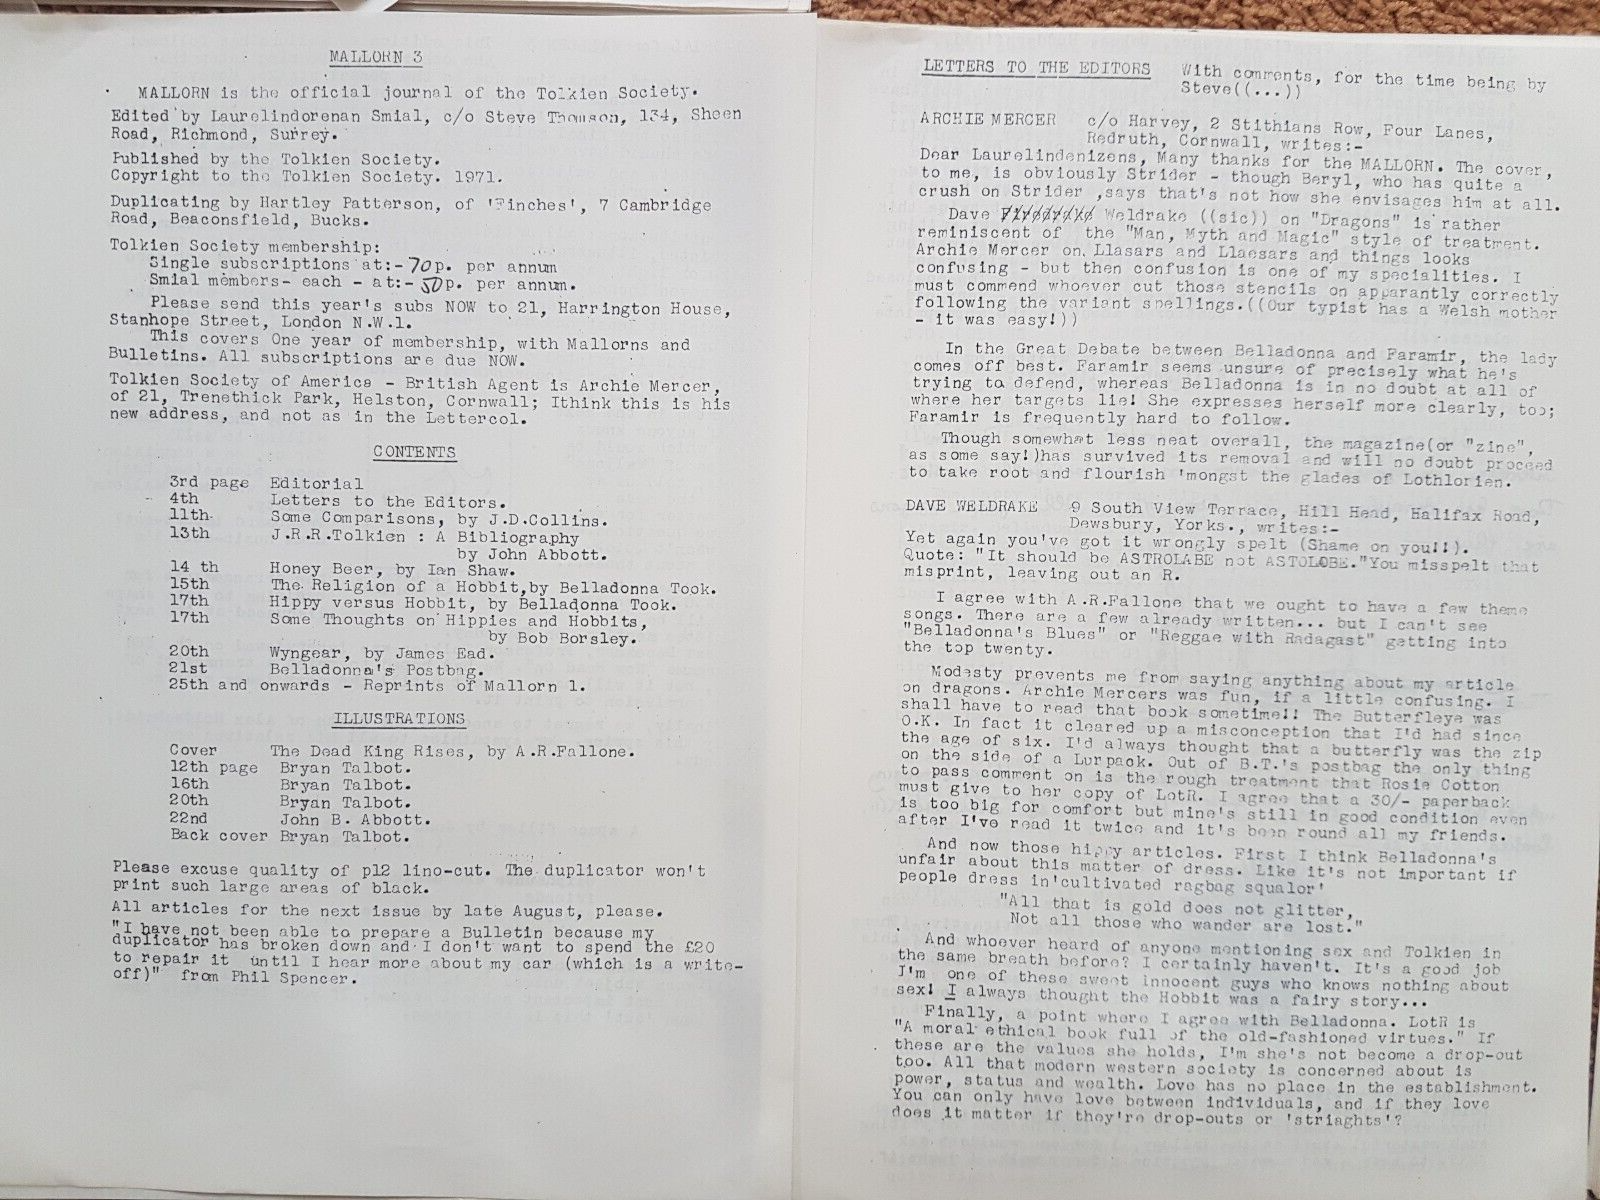 MALLORN 3
MALLORN is the official journal of the Tolkien Society.
Edited by Laurelindorenan Smial, c/o Steve Thomson, 134, Sheen
Road, Richmond, Surrey.
Published by the Tolkien Society.
Copyright to the Tolkien Society. 1971.
Duplicating by Hartley Patterson, of 'Finches', 7 Cambridge
Road, Beaconsfield, Bucks.
Tolkien Society membership:
Single subscriptions at:- 70p. per annum
Smial members- each - at:- 50p. per annum.
Please send this year's subs NOW to 21, Harrington House,
Stanhope Street, London N.W.1.
This covers One year of membership, with Mallorns and
Bulletins. All subscriptions are due NOW.
Tolkien Society of America - British Agent is Archie Mercer,
of 21, Trenethick Park, Helston, Cornwall; Ithink this is his
new address, and not as in the Lettercol.
CONTENTS
3rd page Editorial
4th Letters to the Editors.
11th Some Comparisons, by J.D.Collins.
13th J.R.R.Tolkien : A Bibliography
by John Abbott.
14 th Honey Beer, by Ian Shaw.
15th The Religion of a Hobbit,by Belladonna Took.
17th Hippy versus Hobbit, by Belladonna Took.
17th Some Thoughts on Hippies and Hobbits,
by Bob Borsley.
20th Wyngear, by James Ead.
21st Belladonna's Postbag.
25th and onwards - Reprints of Mallorn 1.
ILLUSTRATIONS
Cover The Dead King Rises, by A.R.Fallone.
12th page Bryan Talbot.
16th Bryan Talbot.
20th Bryan Talbot.
22nd John B. Abbott.
Back cover Bryan Talbot.
Please excuse quality of p12 lino-cut. The duplicator won't
print such large areas of black.
All articles for the next issue by late August, please.
"I have not been able to prepare a Bulletin because my
duplicator has broken down and I don't want to spend the £20
to repair it until I hear more about my car (which is a write-
off)" from Phil Spencer.
LETTERS TO THE EDITORS With comments, for the time being by
Steve((...))
ARCHIE MERCER c/o Harvey, 2 Stithians Row, Four Lanes,
Redruth, Cornwall, writes:-
Dear Laurelindenizens, Many thanks for the MALLORN. The cover,
to me, is obviously Strider - though Beryl, who has quite a
crush on Strider ,says that's not how she envisages him at all.
Dave Weldrake ((sic)) on "Dragons" is rather
reminiscent of the "Man, Myth and Magic" style of treatment.
Archie Mercer on Llasars and Llaesars and things looks
confusing - but then confusion is one of my specialities. I
must commend whoever cut those stencils on apparantly correctly
following the variant spellings.((Our typist has a Welsh mother
- it was easy!))
In the Great Debate between Belladonna and Faramir, the lady
comes off best. Faramir seems unsure of precisely what he's
trying to defend, whereas Belladonna is in no doubt at all of
where her targets lie! She expresses herself more clearly, too;
Faramir is frequently hard to follow.
Though somewhat less neat overall, the magazine(or "zine",
as some say!)has survived its removal and will no doubt proceed
to take root and flourish 'mongst the glades of Lothlorien.
DAVE WELDRAKE 9 South View Terrace, Hill Head, Halifax Road,
Dewsbury, Yorks., writes:-
Yet again you've got it wrongly spelt (Shame on you!!).
Quote: "It should be ASTROLABE not ASTOLOBE."You misspelt that
misprint, leaving out an R.
I agree with A.R.Fallone that we ought to have a few theme
songs. There are a few already written... but I can't see
"Belladonna's Blues" or "Reggae with Radagast" getting into
the top twenty.
Modesty prevents me from saying anything about my article
on dragons. Archie Mercers was fun, if a little confusing. I
shall have to read that book sometime!! The Butterfleye was
O.K. In fact it cleared up a misconception that I'd had since
the age of six. I'd always thought that a butterfly was the zip
on the side of a Lurpack. Out of B.T.'s postbag the only thing
to pass comment on is the rough treatment that Rosie Cotton
must give to her copy of LotR. I agree that a 30/- paperback
is too big for comfort but mine's still in good condition even
after I've read it twice and it's been round all my friends.
And now those hippy articles. First I think Belladonna's
unfair about this matter of dress. Like it's not important if
people dress in'cultivated ragbag squalor'
"All that is gold does not glitter,
Not all those who wander are lost."
And whoever heard of anyone mentioning sex and Tolkien in
the same breath before? I certainly haven't. It's a good job
I'm one of these sweet innocent guys who knows nothing about
sex! I always thought the Hobbit was a fairy story...
Finally, a point where I agree with Belladonna. LotR is
"A moral ethical book full of the old-fashioned virtues." If
these are the values she holds, I'm she's not become a drop-out
too. All that modern western society is concerned about is
power, status and wealth. Love has no place in the establishment.
You can only have love between individuals, and if they love
does it matter if they're drop-outs or 'striaghts'?